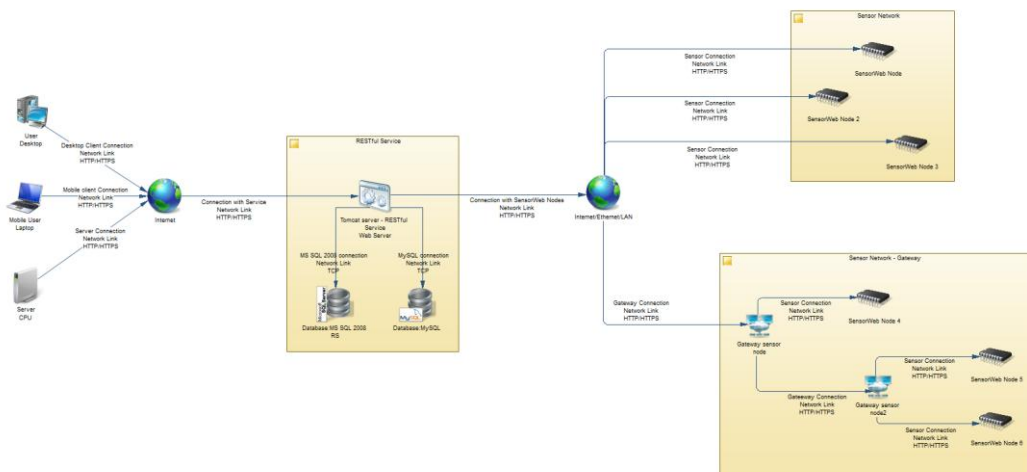 User
Desktop
Desktop Client Connection
Network Link
HTTP/HTTPS
Mobile User
Laptop
Mobile client Connection
Network Link
HTTP/HTTPS
Server
CPU
Server Connection
Network Link
HTTP/HTTPS
Internet
Connection with Service
Network Link
HTTP/HTTPS
RESTful Service
Tomcat server - RESTful
Service
Web Server
MS SQL 2008 connection
Network Link
TCP
MySQL connection
Network Link
TCP
SQL Server
Database:MS SQL 2008
RS
MySQL
Database:MySQL
Connection with SensorWeb Nodes
Network Link
HTTP/HTTPS
Internet/Ethernet/LAN
Sensor Network
Sensor Connection
Network Link
HTTP/HTTPS
SensorWeb Node
Sensor Connection
Network Link
HTTP/HTTPS
SensorWeb Node 2
Sensor Connection
Network Link
HTTP/HTTPS
SensorWeb Node 3
Gateway Connection
Network Link
HTTP/HTTPS
Sensor Network - Gateway
Gateway sensor
node
Sensor Connection
Network Link
HTTP/HTTPS
SensorWeb Node 4
Gateeway Connection
Network Link
HTTP/HTTPS
Gateway sensor
node2
Sensor Connection
Network Link
HTTP/HTTPS
SensorWeb Node 5
Sensor Connection
Network Link
HTTP/HTTPS
SensorWeb Node 6